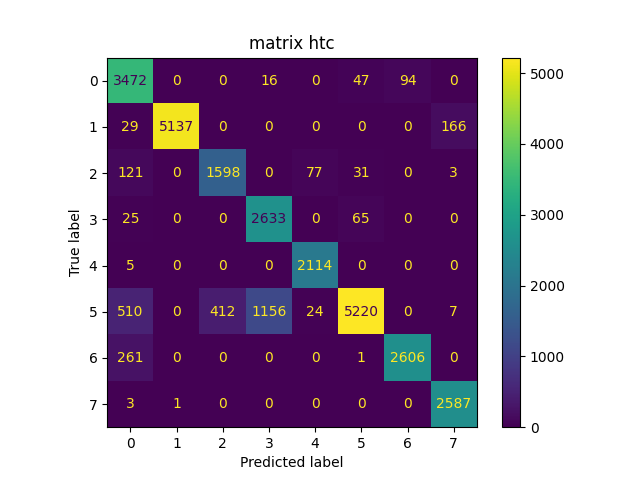 matrix htc
0 3472 0 0 16 0 47 94 0
1 29 5137 0 0 0 0 0 166
2 121 0 1598 0 77 31 0 3
3 25 0 0 2633 0 65 0 0
4 5 0 0 0 2114 0 0 0
5 510 0 412 1156 24 5220 0 7
6 261 0 0 0 0 1 2606 0
7 3 1 0 0 0 0 0 2587
0 1 2 3 4 5 6 7
Predicted label
True label
5000
4000
3000
2000
1000
0